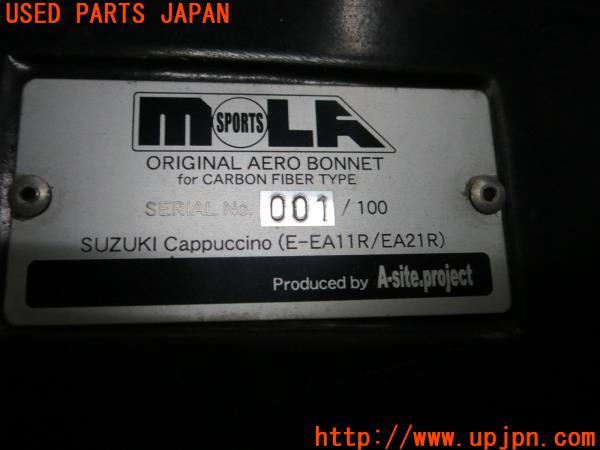 USED PARTS JAPAN
MOLA
SPORTS
ORIGINAL AERO BONNET
for CARBON FIBER TYPE
SERIAL No. 001 / 100
SUZUKI Cappuccino (E-EA11R/EA21R)
Produced by A-site.project
UPJ
http://www.upjpn.com